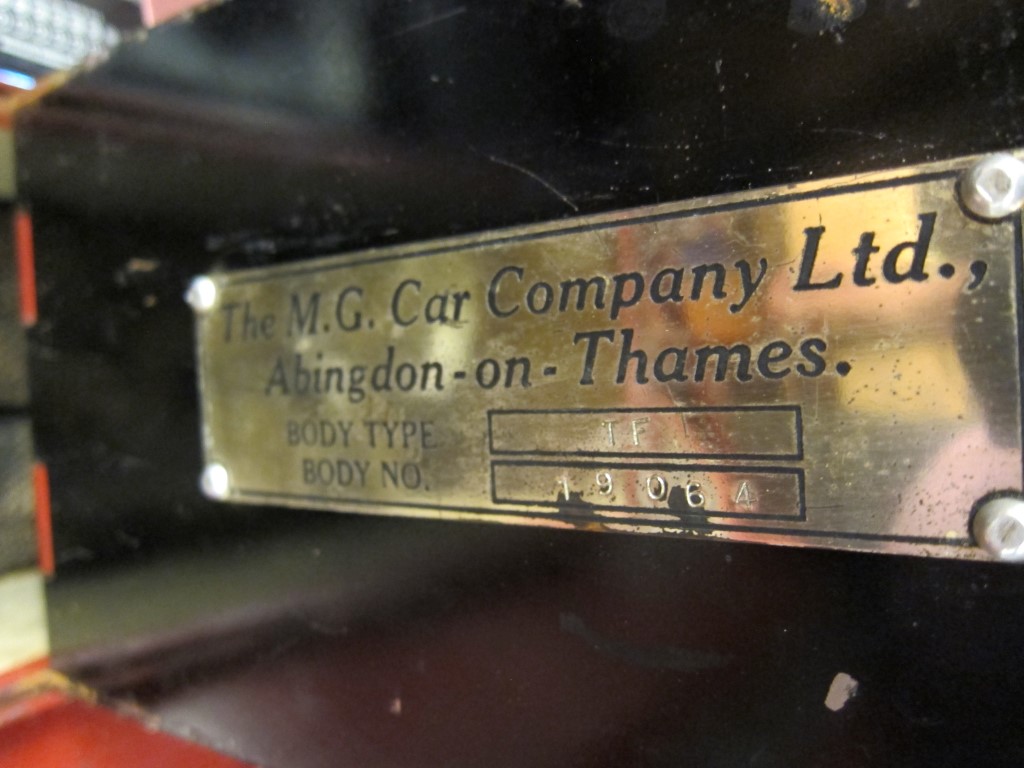 The M.G. Car Company Ltd.,
Abingdon-on-Thames.
BODY TYPE TF
BODY NO. 19064